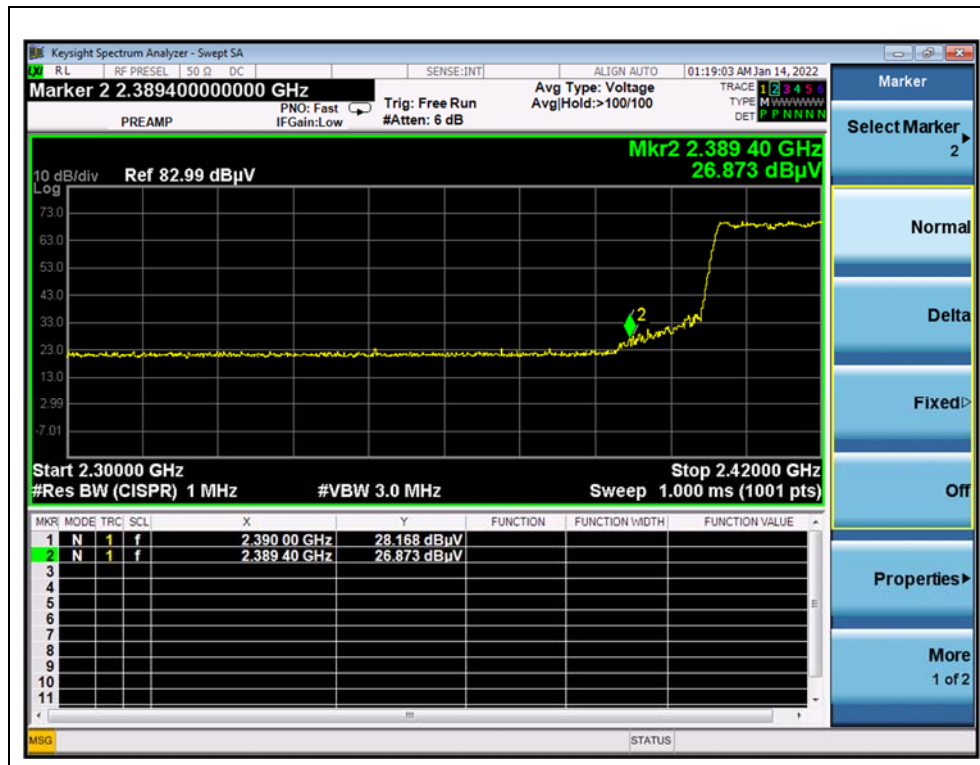 Keysight Spectrum Analyzer - Swept SA
LXI RL RF PRESEL 50 Ω DC SENSE:INT ALIGN AUTO 01:19:03 AM Jan 14, 2022
Marker 2 2.389400000000 GHz
PREAMP
PNO: Fast
IFGain:Low
Trig: Free Run
#Atten: 6 dB
Avg Type: Voltage
Avg|Hold:>100/100
TRACE 1 2 3 4 5 6
TYPE M WWWWW
DET P P N N N N
Mkr2 2.389 40 GHz
26.873 dBµV
10 dB/div Ref 82.99 dBµV
Log
73.0
63.0
53.0
43.0
33.0
23.0
13.0
2.99
-7.01
2
Start 2.30000 GHz Stop 2.42000 GHz
#Res BW (CISPR) 1 MHz #VBW 3.0 MHz Sweep 1.000 ms (1001 pts)
MKR MODE TRC SCL X Y FUNCTION FUNCTION WIDTH FUNCTION VALUE
1 N 1 f 2.390 00 GHz 28.168 dBµV
2 N 1 f 2.389 40 GHz 26.873 dBµV
3
4
5
6
7
8
9
10
11
MSG STATUS
Marker
Select Marker
2
Normal
Delta
Fixed
Off
Properties
More
1 of 2